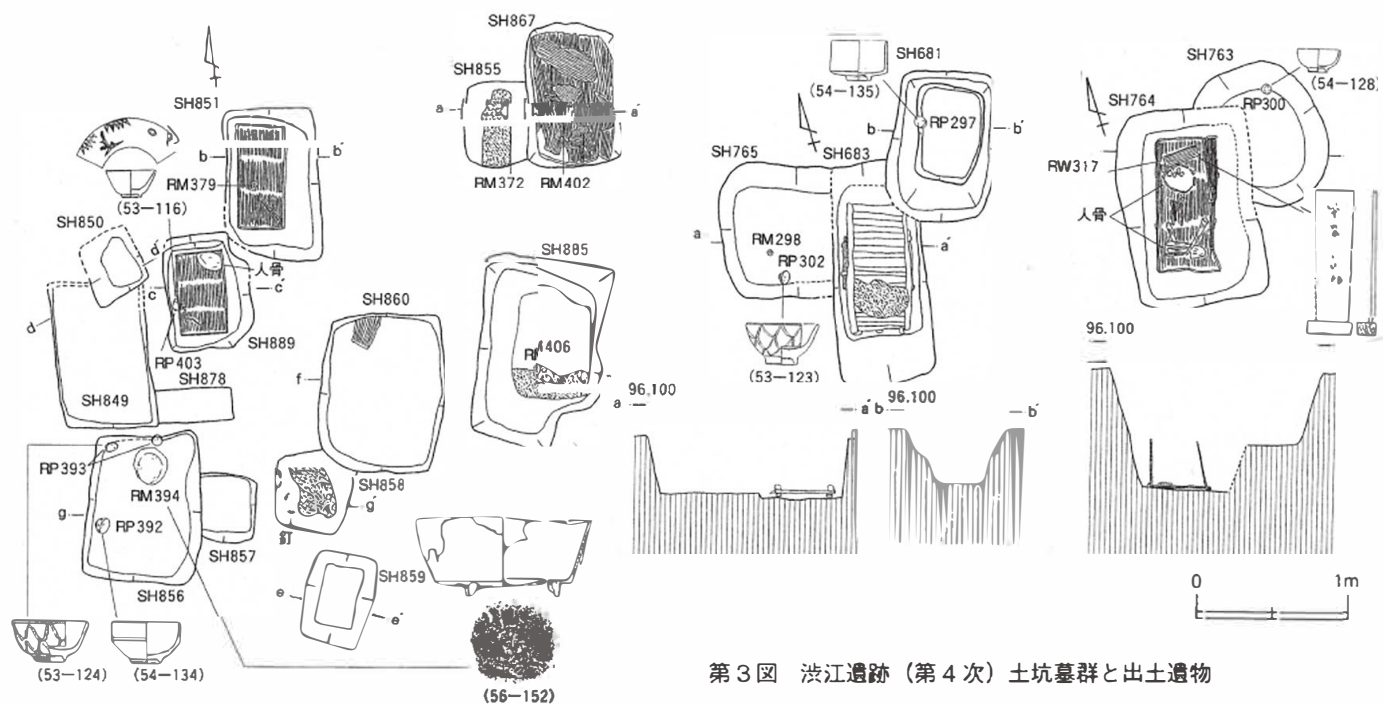 SH867
SH855
a
a′
RM372
RM402
SH851
b
b′
RM379
(53-116)
SH850
d′
人骨
c
c′
d
RP403
SH889
SH878
SH849
SH860
f
SH885
406
a
RP393
RM394
g
RP392
SH857
SH856
SH858
g′
釘
SH859
e
e′
(53-124)
(54-134)
(56-152)
SH681
(54-135)
RP297
b
b′
SH765
SH683
a
a′
RM298
RP302
(53-123)
96.100
a′
b
96.100
b′
SH763
(54-128)
RP300
SH764
RW317
人骨
96.100
0
1m
第3図 渋江遺跡(第4次)土坑墓群と出土遺物